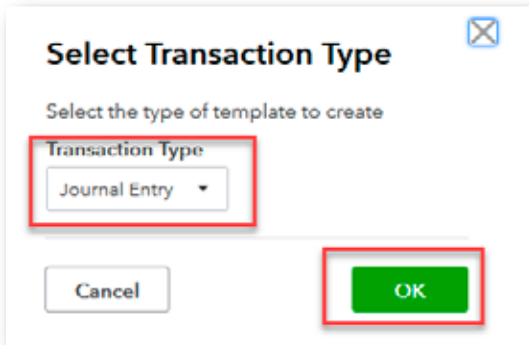 Select Transaction Type
Select the type of template to create
Transaction Type
Journal Entry
Cancel
OK